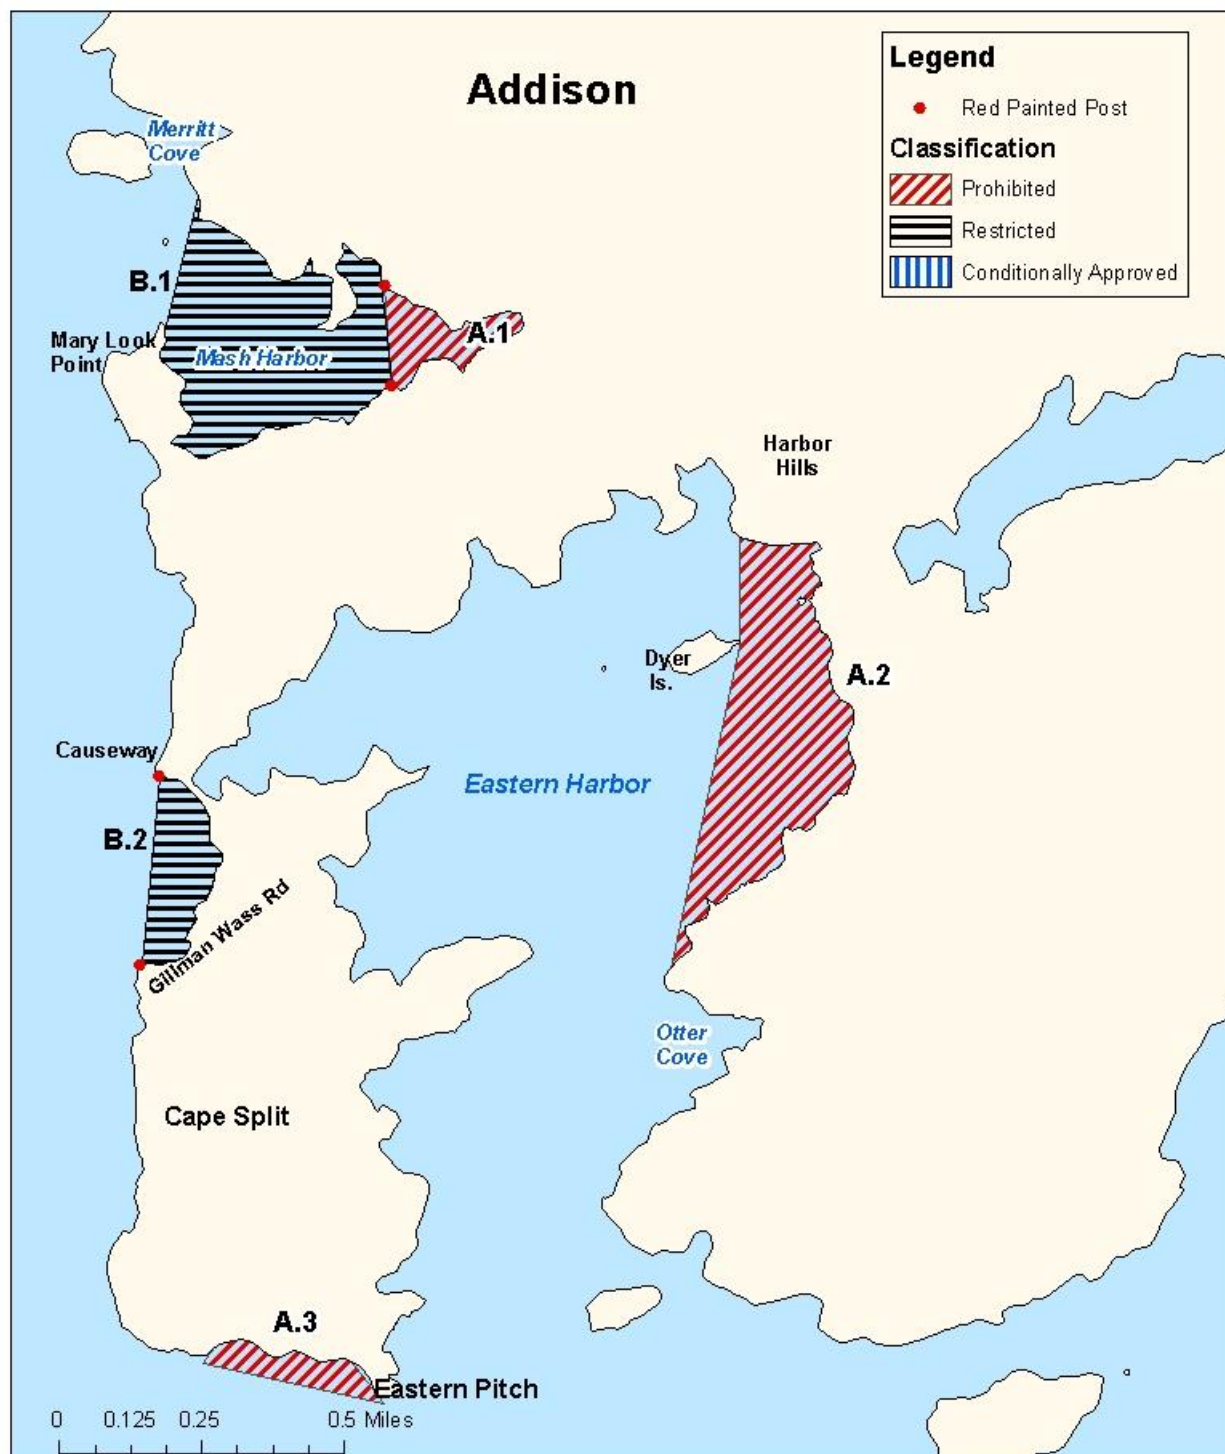 Addison
Legend
Red Painted Post
Classification
Prohibited
Restricted
Conditionally Approved
Merritt
Cove
B.1
Mary Look
Point
Mash Harbor
A.1
Harbor
Hills
Dyer
Is.
A.2
Causeway
Eastern Harbor
B.2
Gillman Wass Rd
Otter
Cove
Cape Split
A.3
Eastern Pitch
0 0.125 0.25 0.5 Miles